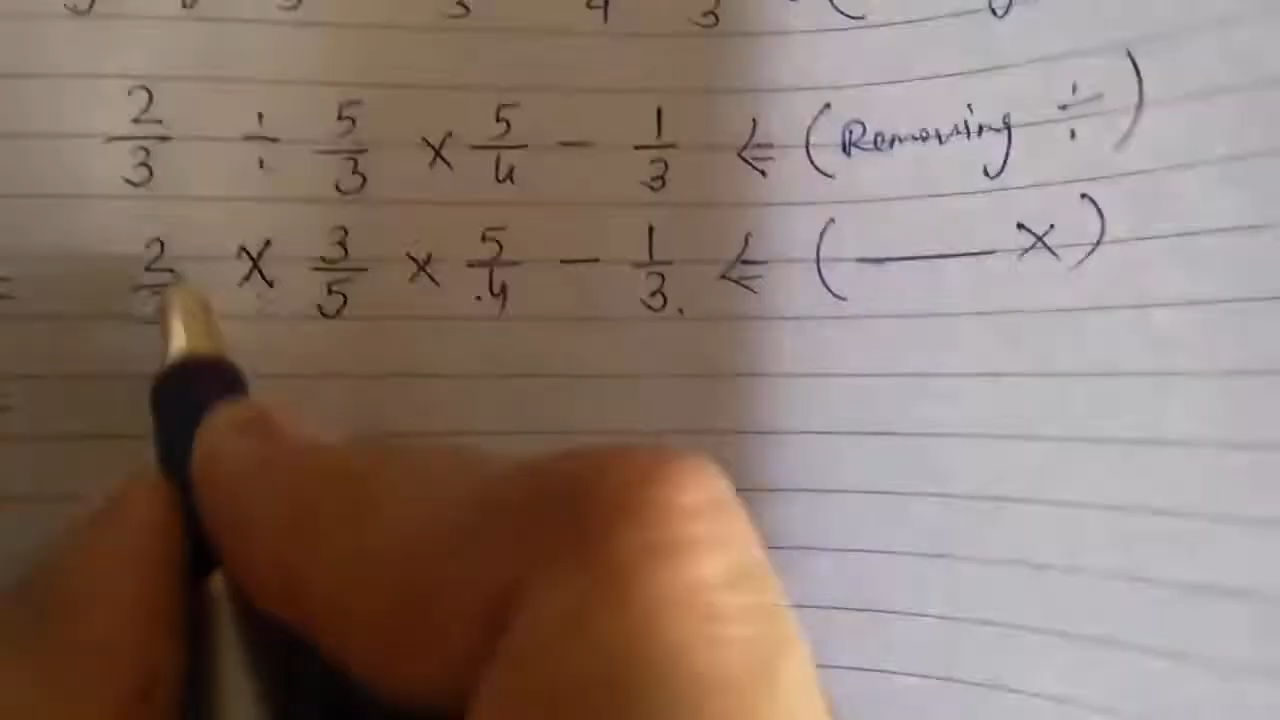 2/3 ÷ 5/3 × 5/4 - 1/3 ⇐ (Removing ÷)
= 2/3 × 3/5 × 5/4 - 1/3. ⇐ (—— ×)
=